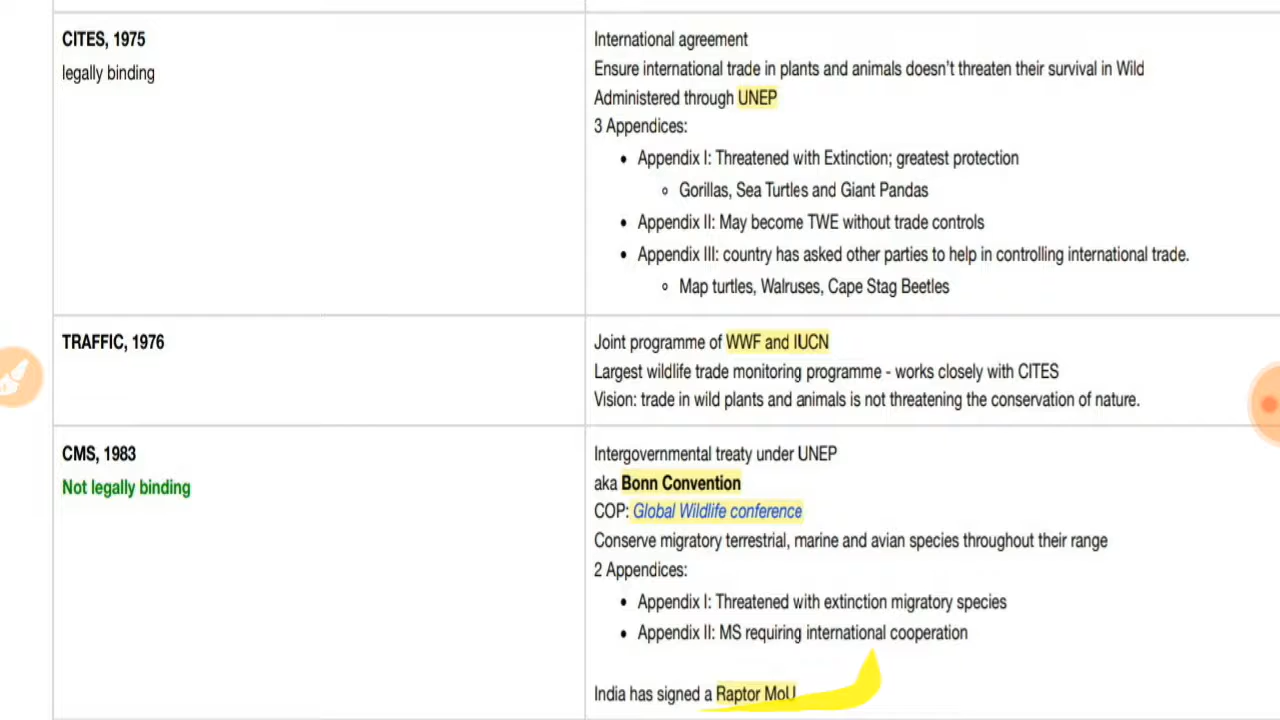 CITES, 1975
legally binding
International agreement
Ensure international trade in plants and animals doesn't threaten their survival in Wild
Administered through UNEP
3 Appendices:
• Appendix I: Threatened with Extinction; greatest protection
◦ Gorillas, Sea Turtles and Giant Pandas
• Appendix II: May become TWE without trade controls
• Appendix III: country has asked other parties to help in controlling international trade.
◦ Map turtles, Walruses, Cape Stag Beetles
TRAFFIC, 1976
Joint programme of WWF and IUCN
Largest wildlife trade monitoring programme - works closely with CITES
Vision: trade in wild plants and animals is not threatening the conservation of nature.
CMS, 1983
Not legally binding
Intergovernmental treaty under UNEP
aka Bonn Convention
COP: Global Wildlife conference
Conserve migratory terrestrial, marine and avian species throughout their range
2 Appendices:
• Appendix I: Threatened with extinction migratory species
• Appendix II: MS requiring international cooperation
India has signed a Raptor MoU